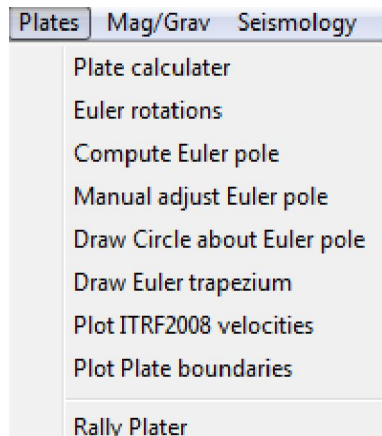 Plates Mag/Grav Seismology
Plate calculater
Euler rotations
Compute Euler pole
Manual adjust Euler pole
Draw Circle about Euler pole
Draw Euler trapezium
Plot ITRF2008 velocities
Plot Plate boundaries
Rally Plater